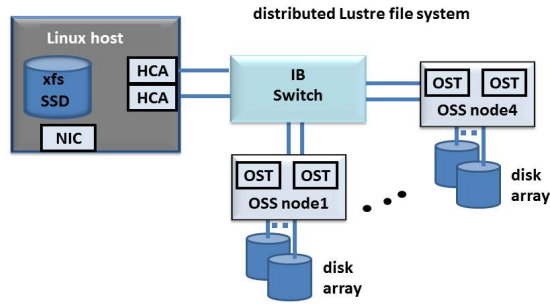 distributed Lustre file system
Linux host
xfs
SSD
HCA
HCA
NIC
IB
Switch
OST OST
OSS node4
disk
array
OST OST
OSS node1
disk
array